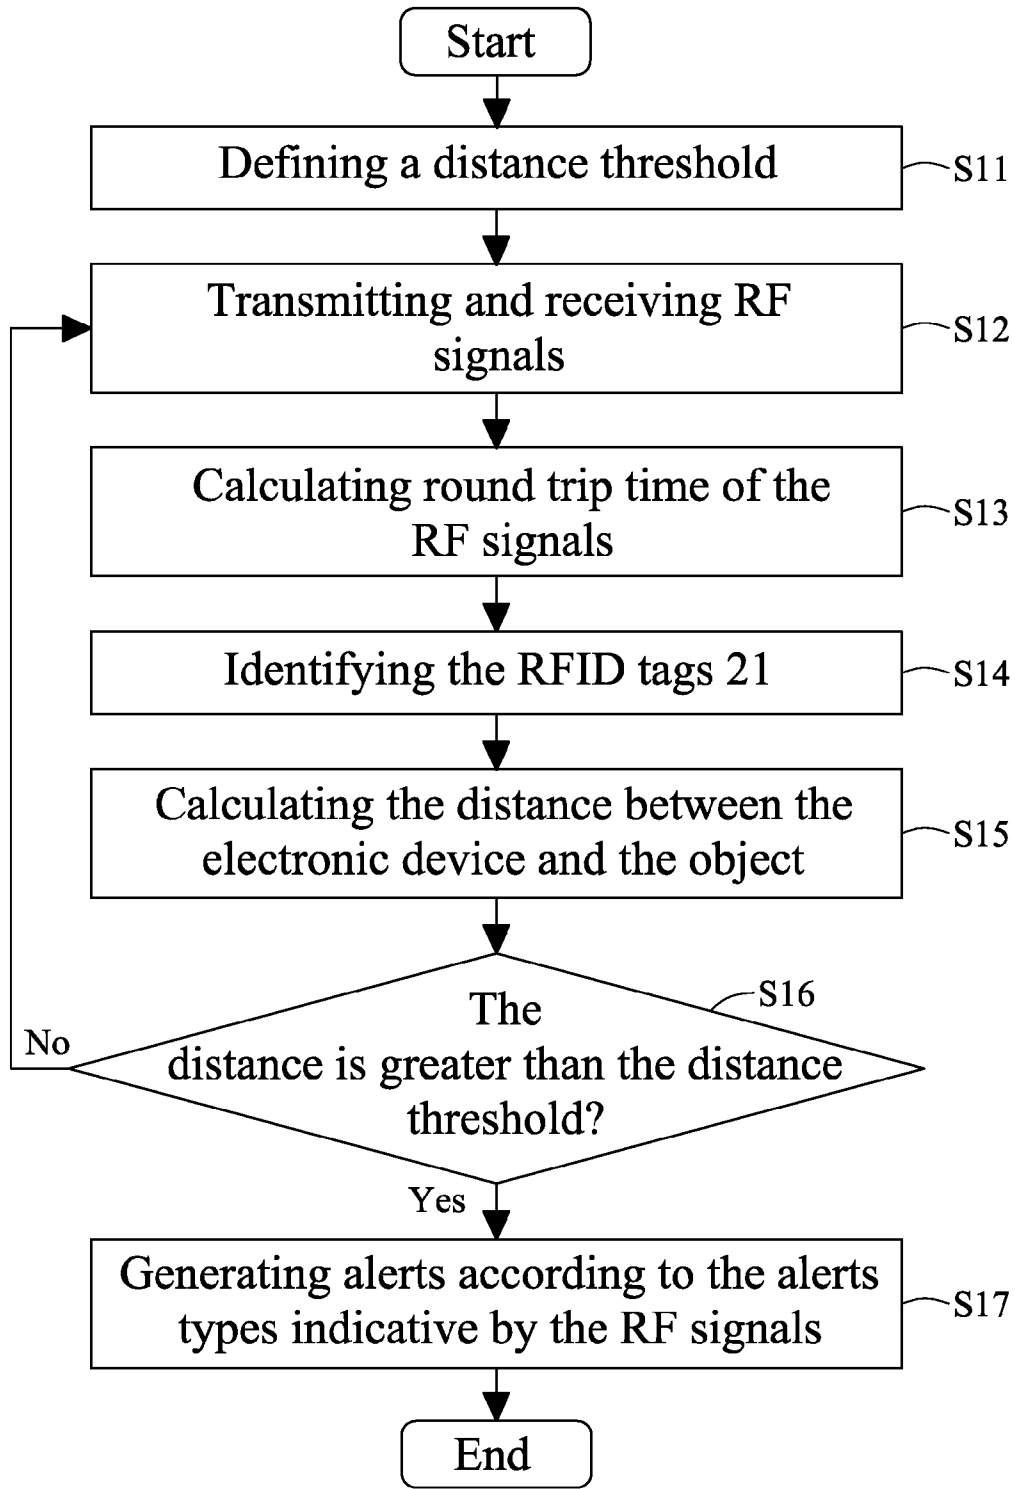 Start
Defining a distance threshold
S11
Transmitting and receiving RF
signals
S12
Calculating round trip time of the
RF signals
S13
Identifying the RFID tags 21
S14
Calculating the distance between the
electronic device and the object
S15
The
distance is greater than the distance
threshold?
S16
No
Yes
Generating alerts according to the alerts
types indicative by the RF signals
S17
End